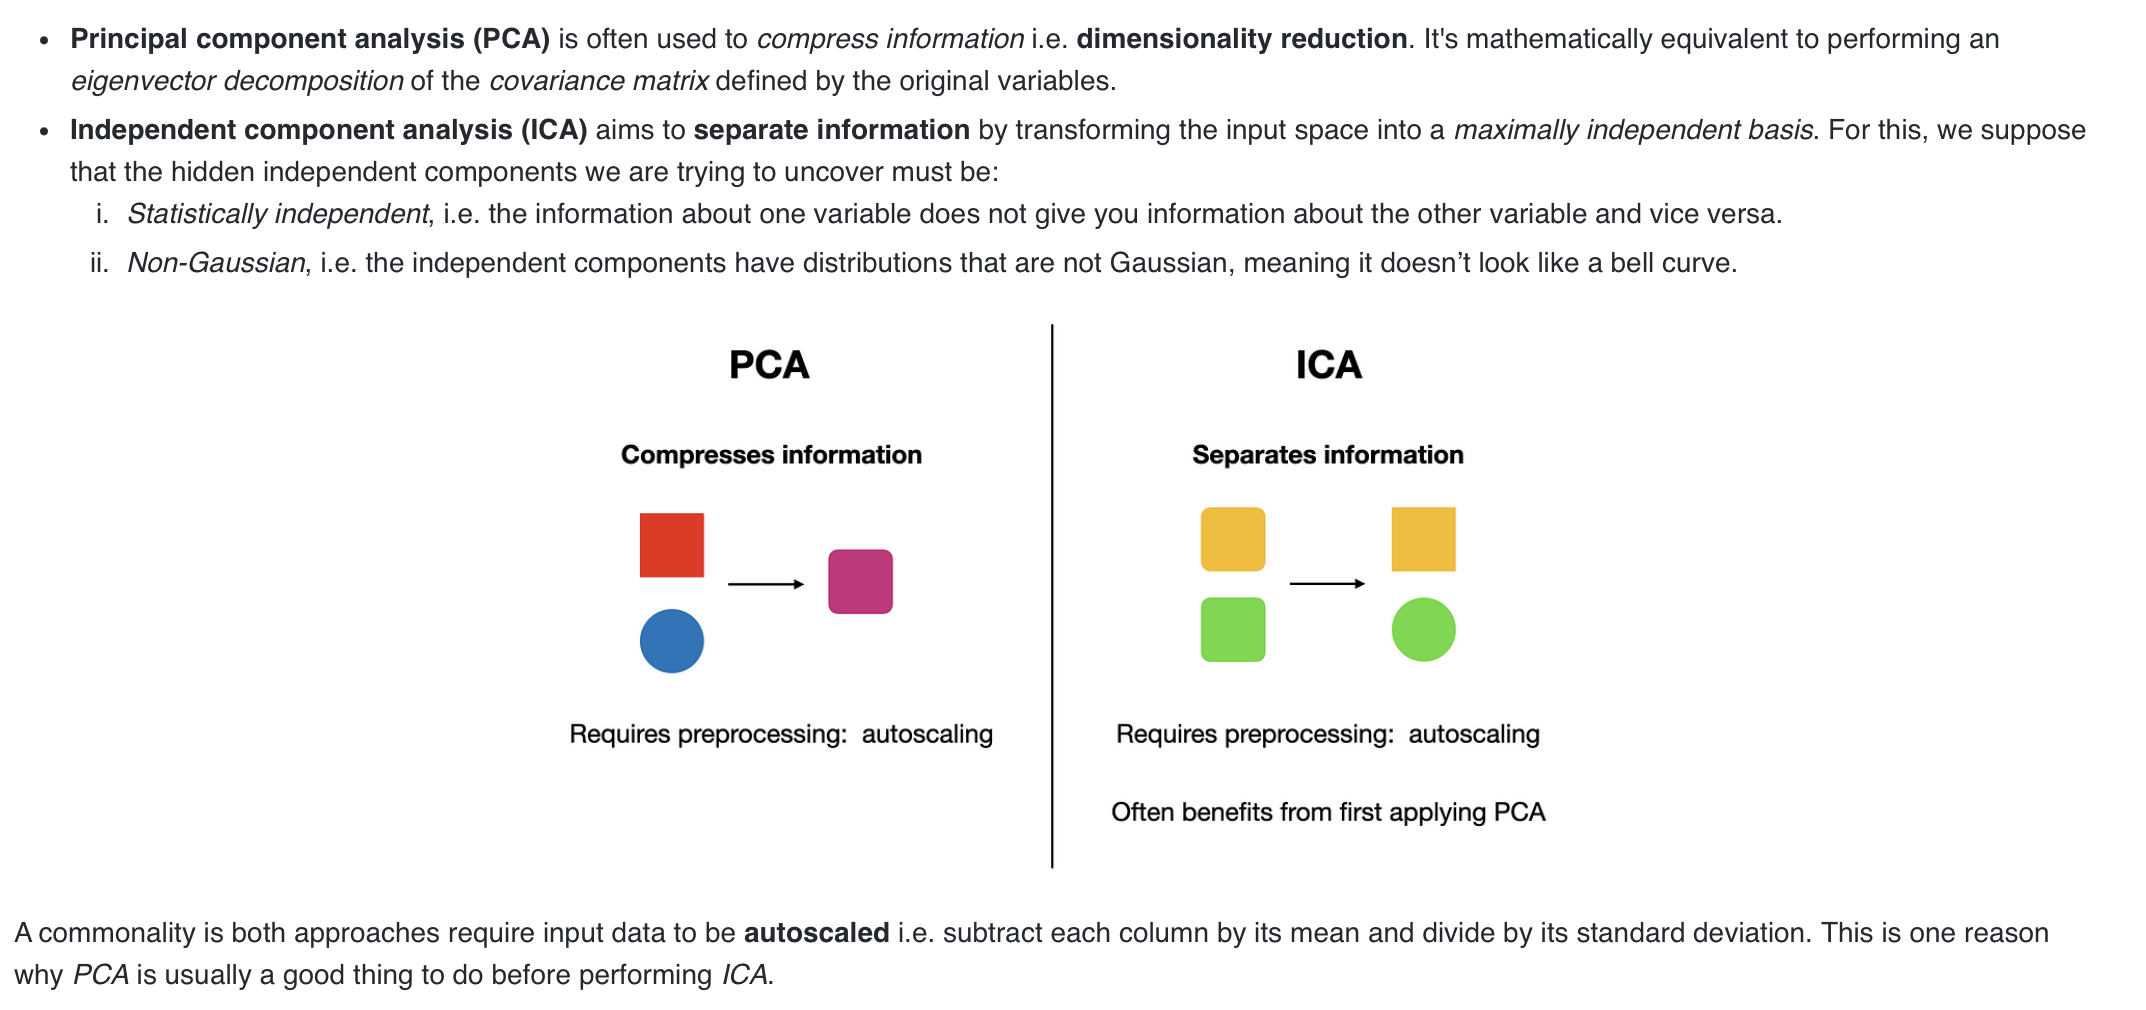 • Principal component analysis (PCA) is often used to compress information i.e. dimensionality reduction. It's mathematically equivalent to performing an
eigenvector decomposition of the covariance matrix defined by the original variables.
• Independent component analysis (ICA) aims to separate information by transforming the input space into a maximally independent basis. For this, we suppose
that the hidden independent components we are trying to uncover must be:
i. Statistically independent, i.e. the information about one variable does not give you information about the other variable and vice versa.
ii. Non-Gaussian, i.e. the independent components have distributions that are not Gaussian, meaning it doesn’t look like a bell curve.
PCA
Compresses information
Requires preprocessing: autoscaling
ICA
Separates information
Requires preprocessing: autoscaling
Often benefits from first applying PCA
A commonality is both approaches require input data to be autoscaled i.e. subtract each column by its mean and divide by its standard deviation. This is one reason
why PCA is usually a good thing to do before performing ICA.